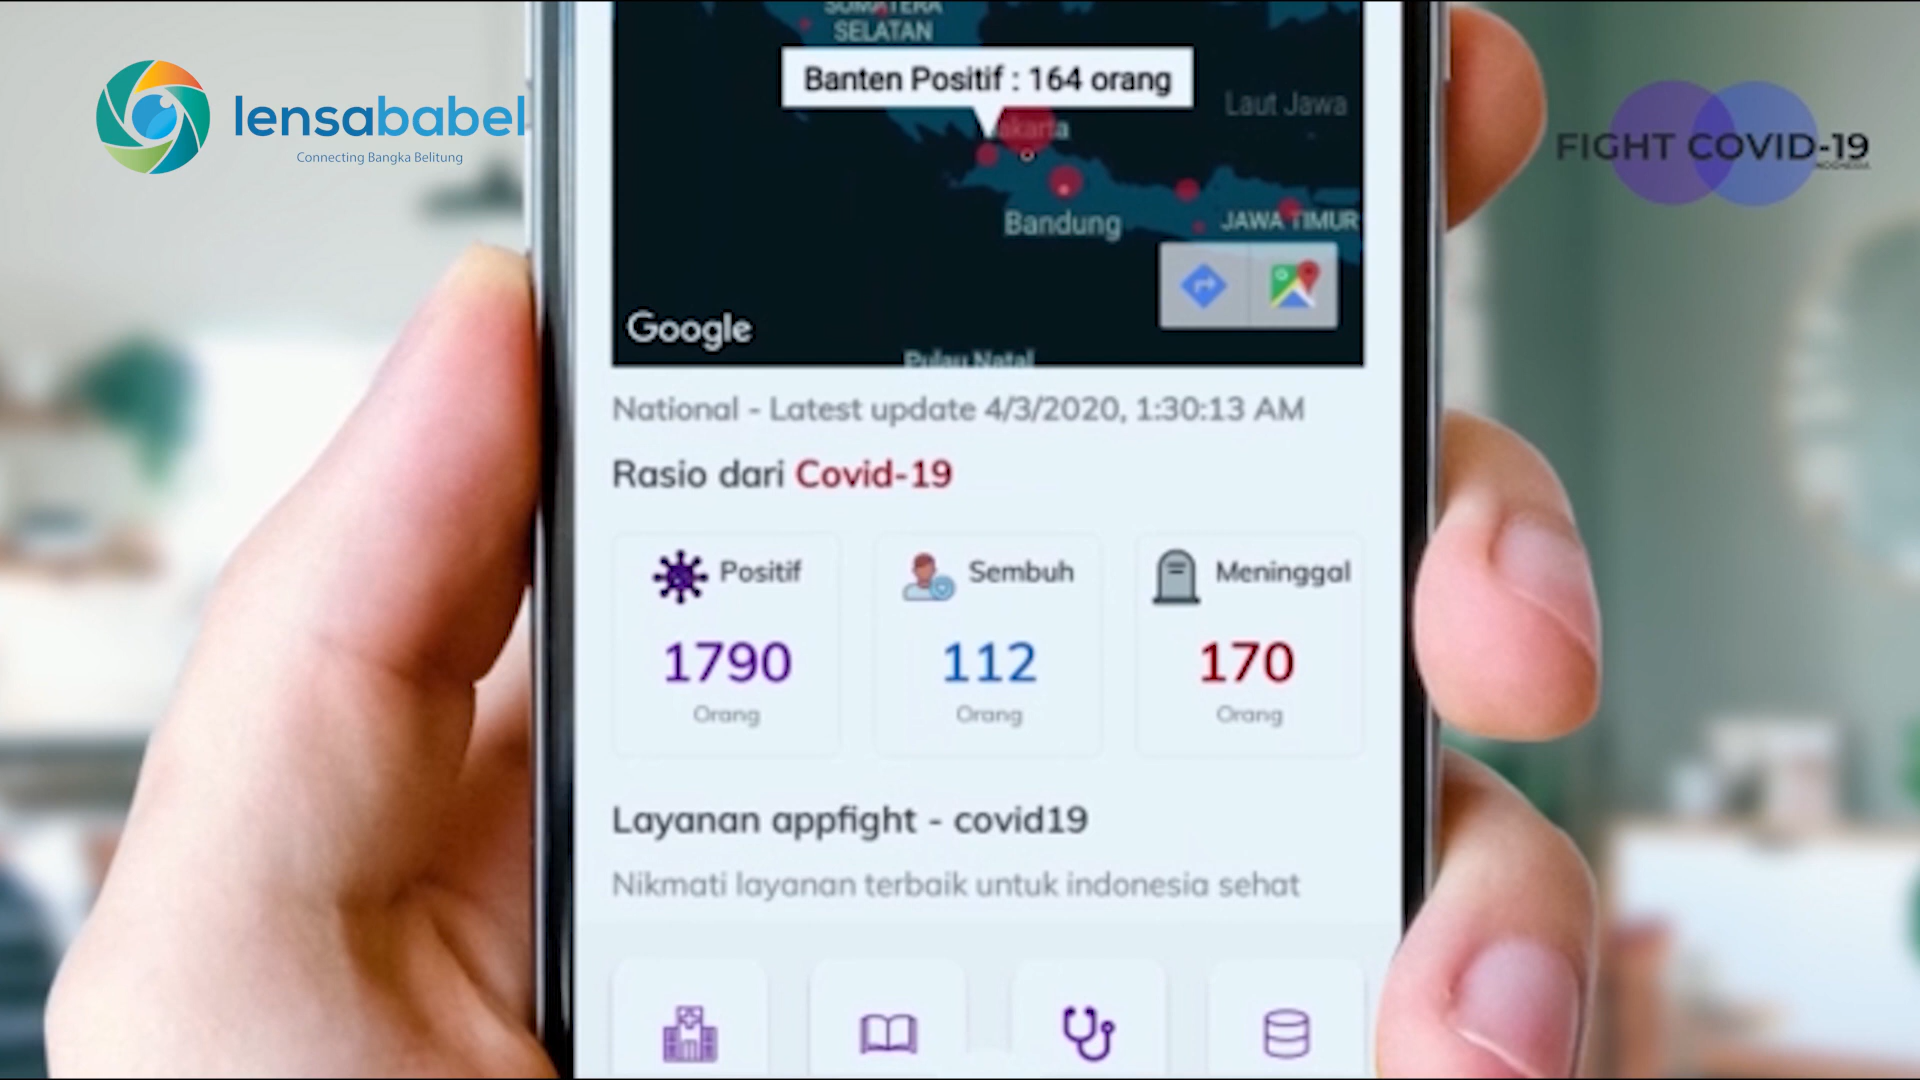 SUMATERA
SELATAN
Banten Positif : 164 orang
Laut Jawa
Jakarta
Bandung
JAWA TIMUR
Google
Pulau Natal
lensababel
Connecting Bangka Belitung
FIGHT COVID-19
INDONESIA
National - Latest update 4/3/2020, 1:30:13 AM
Rasio dari Covid-19
Positif
Sembuh
Meninggal
1790
112
170
Orang
Orang
Orang
Layanan appfight - covid19
Nikmati layanan terbaik untuk indonesia sehat